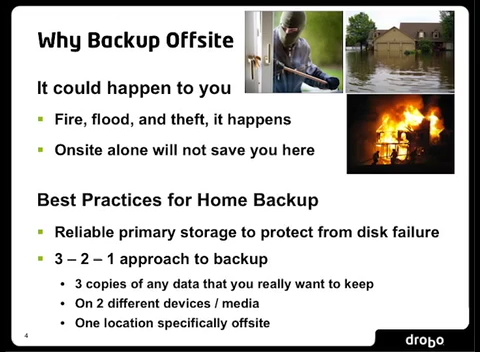 Why Backup Offsite
It could happen to you
Fire, flood, and theft, it happens
Onsite alone will not save you here
Best Practices for Home Backup
Reliable primary storage to protect from disk failure
3 – 2 – 1 approach to backup
3 copies of any data that you really want to keep
On 2 different devices / media
One location specifically offsite
4
drobo